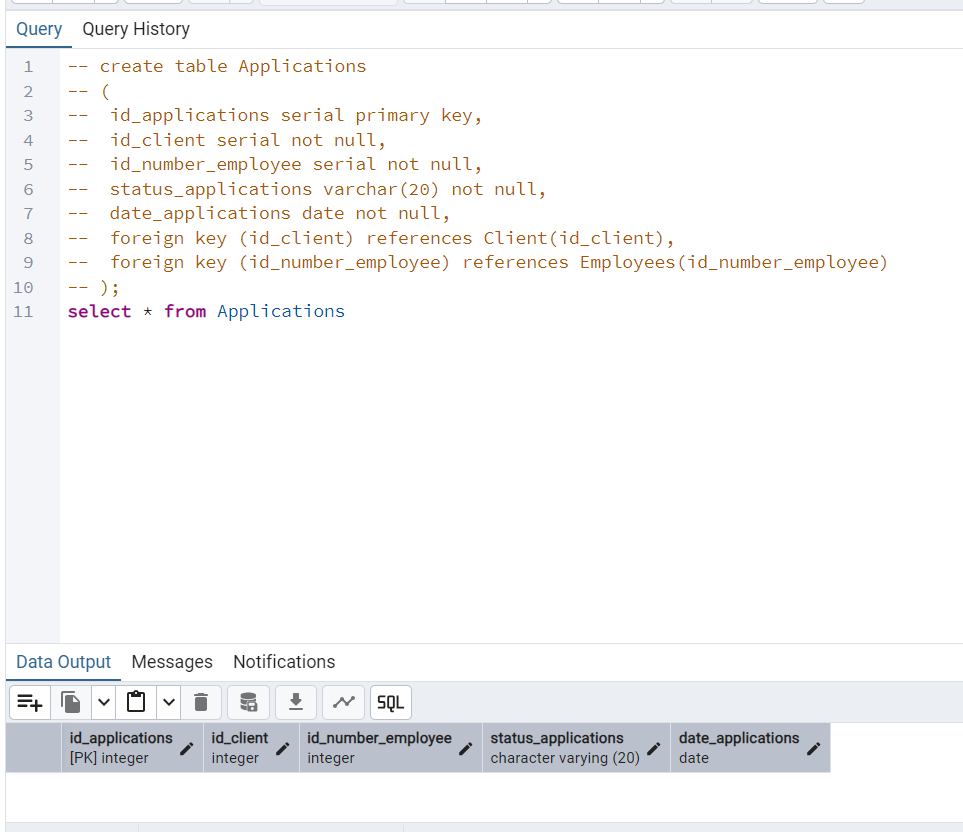 Query Query History
1 -- create table Applications
2 -- (
3 --  id_applications serial primary key,
4 --  id_client serial not null,
5 --  id_number_employee serial not null,
6 --  status_applications varchar(20) not null,
7 --  date_applications date not null,
8 --  foreign key (id_client) references Client(id_client),
9 --  foreign key (id_number_employee) references Employees(id_number_employee)
10 -- );
11 select * from Applications
Data Output Messages Notifications
SQL
id_applications id_client id_number_employee status_applications date_applications
[PK] integer integer integer character varying (20) date